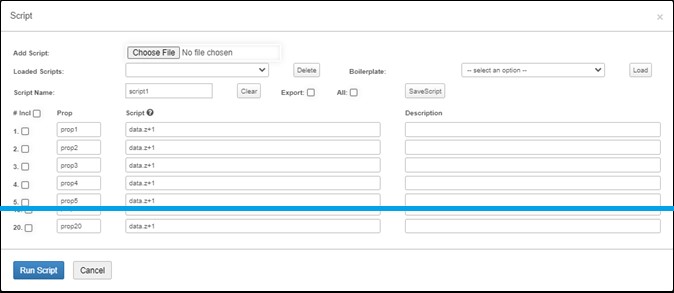 Script ×
Add Script: Choose File No file chosen
Loaded Scripts: Delete Boilerplate: -- select an option -- Load
Script Name: script1 Clear Export: All: SaveScript
# Incl Prop Script ? Description
1. prop1 data.z+1
2. prop2 data.z+1
3. prop3 data.z+1
4. prop4 data.z+1
5. prop5 data.z+1
20. prop20 data.z+1
Run Script Cancel